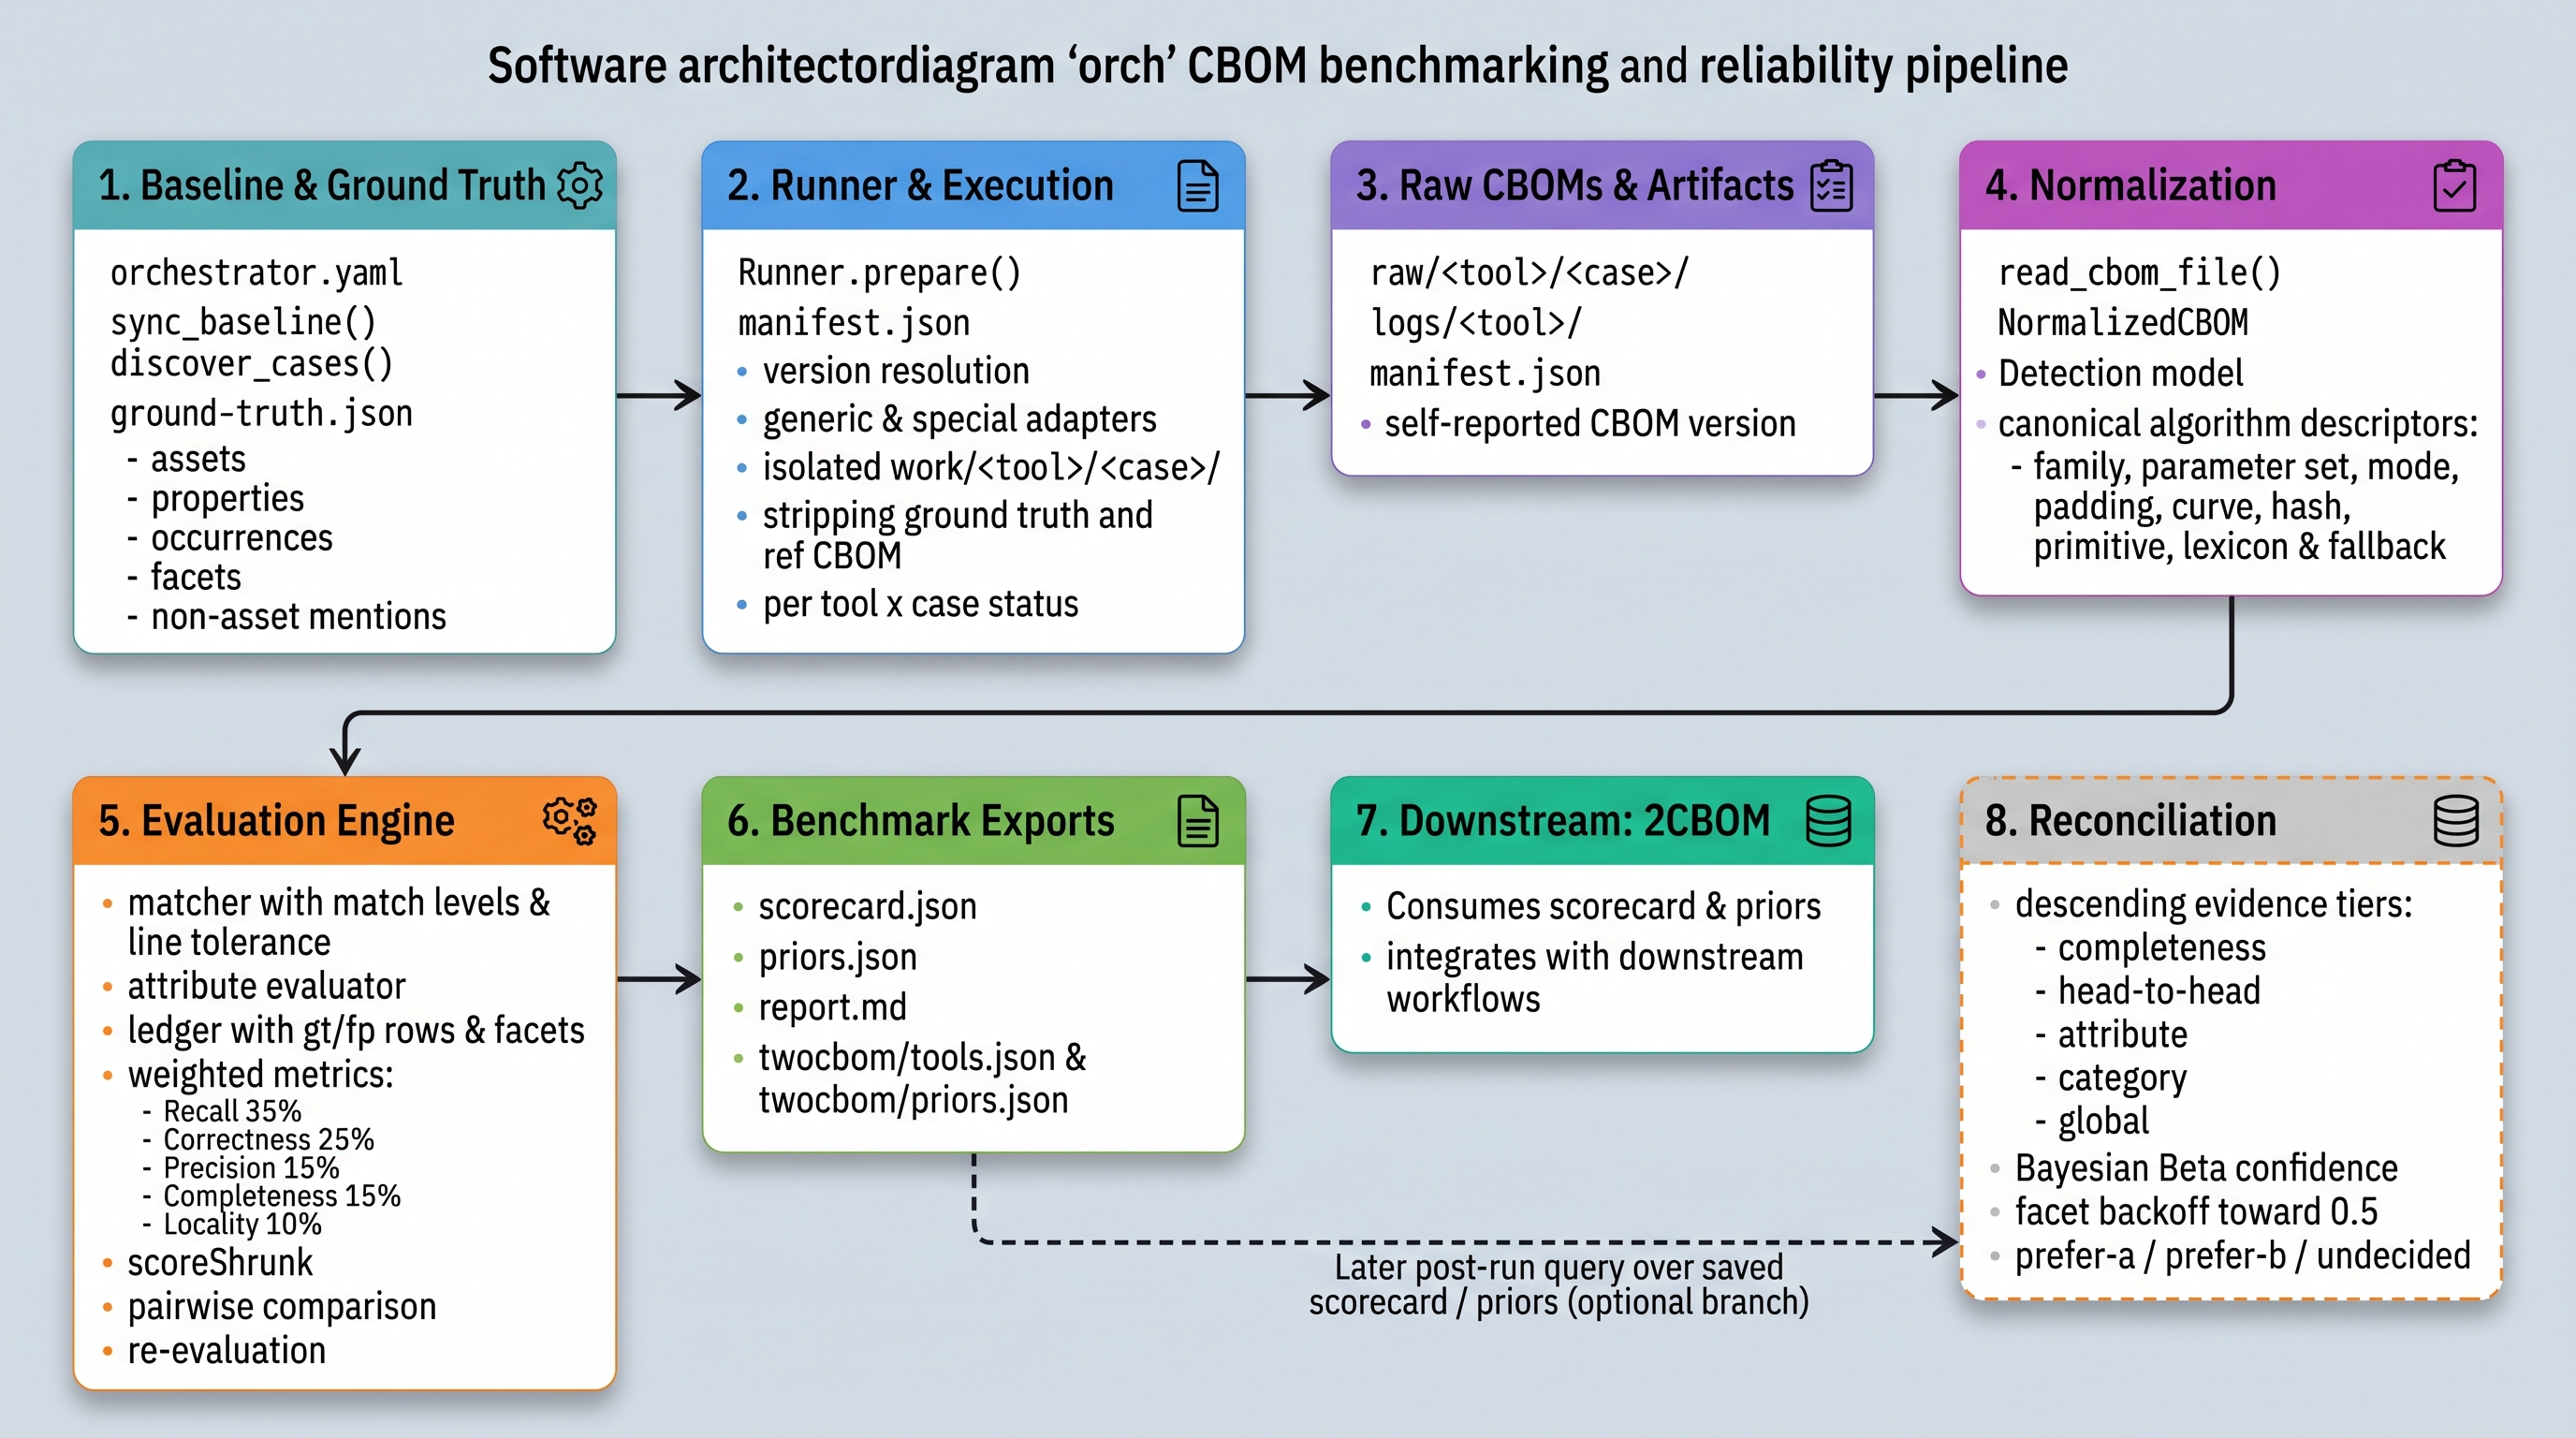 Software architectordiagram ‘orch’ CBOM benchmarking and reliability pipeline
1. Baseline & Ground Truth
orchestrator.yaml
sync_baseline()
discover_cases()
ground-truth.json
- assets
- properties
- occurrences
- facets
- non-asset mentions
2. Runner & Execution
Runner.prepare()
manifest.json
• version resolution
• generic & special adapters
• isolated work/<tool>/<case>/
• stripping ground truth and
ref CBOM
• per tool x case status
3. Raw CBOMs & Artifacts
raw/<tool>/<case>/
logs/<tool>/
manifest.json
• self-reported CBOM version
4. Normalization
read_cbom_file()
NormalizedCBOM
• Detection model
• canonical algorithm descriptors:
- family, parameter set, mode,
padding, curve, hash,
primitive, lexicon & fallback
5. Evaluation Engine
• matcher with match levels &
line tolerance
• attribute evaluator
• ledger with gt/fp rows & facets
• weighted metrics:
- Recall 35%
- Correctness 25%
- Precision 15%
- Completeness 15%
- Locality 10%
• scoreShrunk
• pairwise comparison
• re-evaluation
6. Benchmark Exports
• scorecard.json
• priors.json
• report.md
• twocbom/tools.json &
twocbom/priors.json
7. Downstream: 2CBOM
• Consumes scorecard & priors
• integrates with downstream
workflows
8. Reconciliation
• descending evidence tiers:
- completeness
- head-to-head
- attribute
- category
- global
• Bayesian Beta confidence
• facet backoff toward 0.5
• prefer-a / prefer-b / undecided
Later post-run query over saved
scorecard / priors (optional branch)